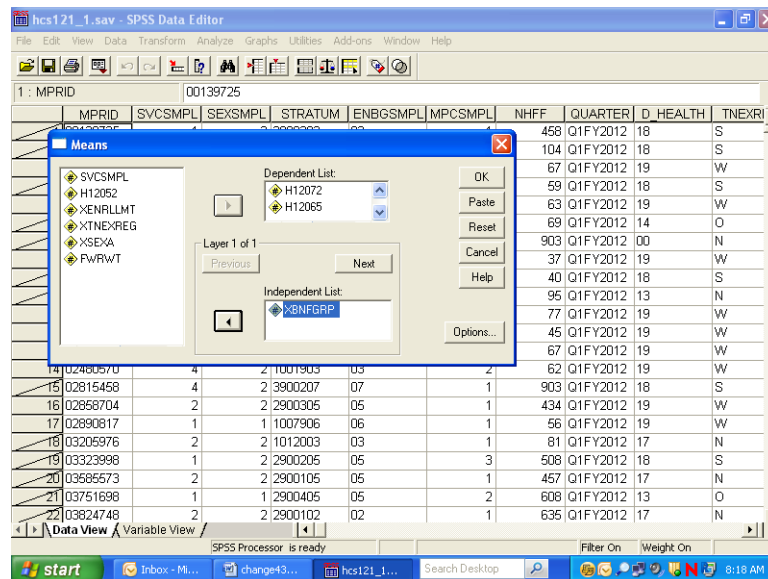 hcs121_1.sav - SPSS Data Editor
File Edit View Data Transform Analyze Graphs Utilities Add-ons Window Help
1 : MPRID 00139725
MPRID SVCSMPL SEXSMPL STRATUM ENBGSMPL MPCSMPL NHFF QUARTER D_HEALTH TNEXRE
458 Q1FY2012 18 S
Means
104 Q1FY2012 18 S
67 Q1FY2012 19 W
SVCSMPL
H12052
XENRLLMT
XTNEXREG
XSEXA
FWRWT
Dependent List:
H12072
H12065
OK
Paste
Reset
Cancel
Help
Layer 1 of 1
Previous Next
Independent List:
XBNFGRP
Options...
59 Q1FY2012 18 S
63 Q1FY2012 19 W
69 Q1FY2012 14 O
903 Q1FY2012 00 N
37 Q1FY2012 19 W
40 Q1FY2012 18 S
95 Q1FY2012 13 N
77 Q1FY2012 19 W
45 Q1FY2012 19 W
67 Q1FY2012 19 W
14 02480570 4 2 1001903 03 2 62 Q1FY2012 19 W
15 02815458 4 2 3900207 07 1 903 Q1FY2012 18 S
16 02858704 2 2 2900305 05 1 434 Q1FY2012 19 W
17 02890817 1 1 1007906 06 1 56 Q1FY2012 19 W
18 03205976 2 2 1012003 03 1 81 Q1FY2012 17 N
19 03323998 1 2 2900205 05 3 508 Q1FY2012 18 S
20 03585573 2 2 2900105 05 1 457 Q1FY2012 17 N
21 03751698 1 1 2900405 05 2 608 Q1FY2012 13 O
22 03824748 2 2 2900102 02 1 635 Q1FY2012 17 N
Data View Variable View
SPSS Processor is ready Filter On Weight On
start Inbox - Mi... change43... hcs121_1... Search Desktop 8:18 AM